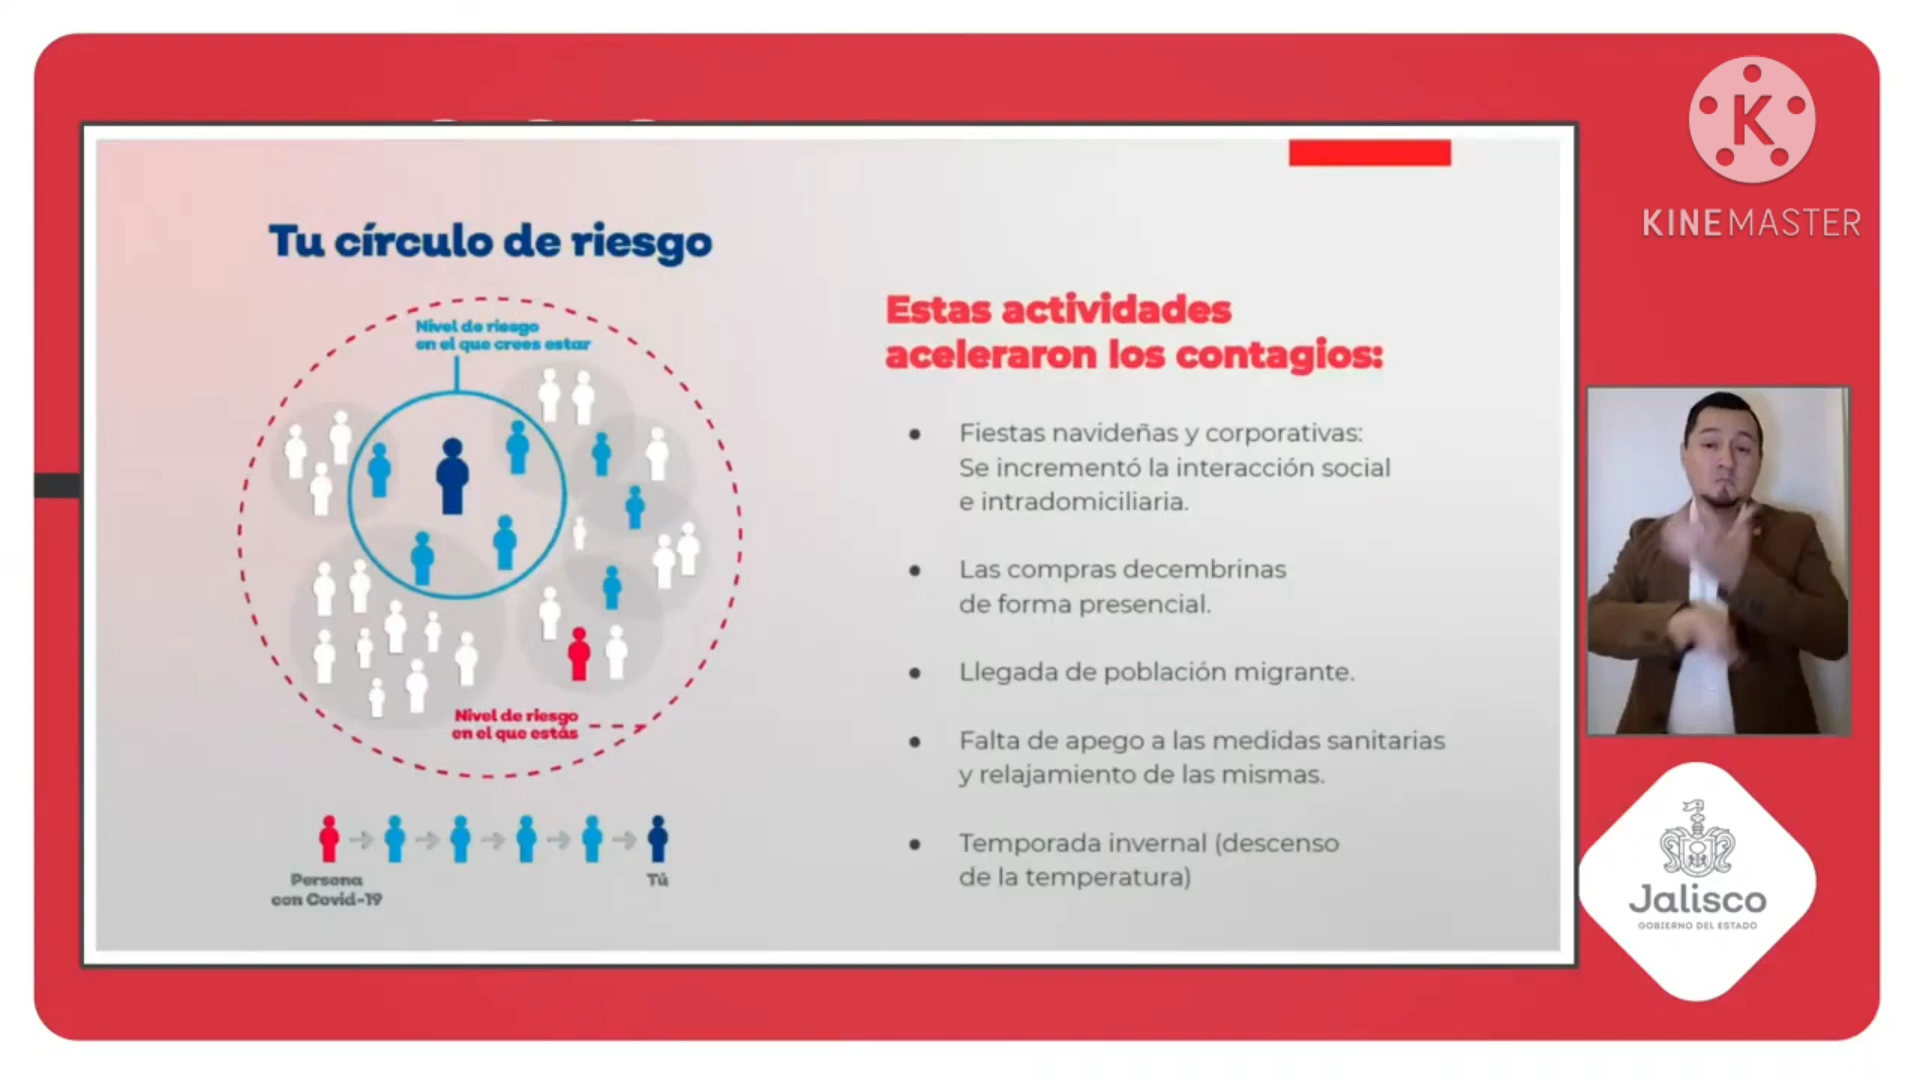 Tu círculo de riesgo
Nivel de riesgo
en el que crees estar
Nivel de riesgo
en el que estás
Persona
con Covid-19
Tú
Estas actividades
aceleraron los contagios:
Fiestas navideñas y corporativas:
Se incrementó la interacción social
e intradomiciliaria.
Las compras decembrinas
de forma presencial.
Llegada de población migrante.
Falta de apego a las medidas sanitarias
y relajamiento de las mismas.
Temporada invernal (descenso
de la temperatura)
K
KINEMASTER
Jalisco
GOBIERNO DEL ESTADO